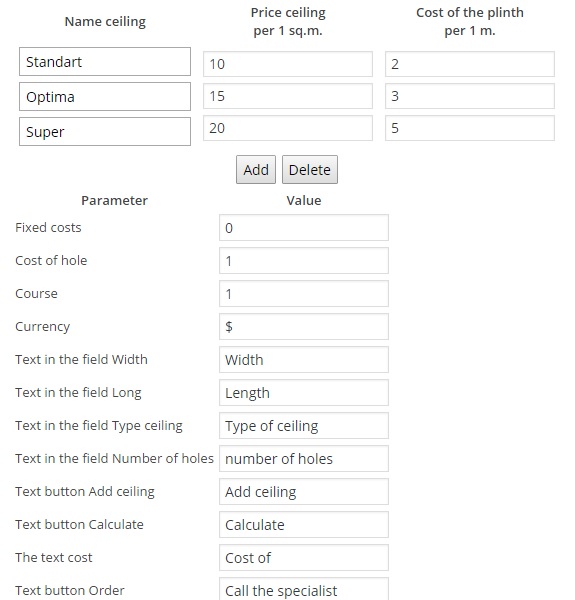 Name ceiling
Price ceiling
per 1 sq.m.
Cost of the plinth
per 1 m.
Standart 10 2
Optima 15 3
Super 20 5
Add Delete
Parameter Value
Fixed costs 0
Cost of hole 1
Course 1
Currency $
Text in the field Width Width
Text in the field Long Length
Text in the field Type ceiling Type of ceiling
Text in the field Number of holes number of holes
Text button Add ceiling Add ceiling
Text button Calculate Calculate
The text cost Cost of
Text button Order Call the specialist